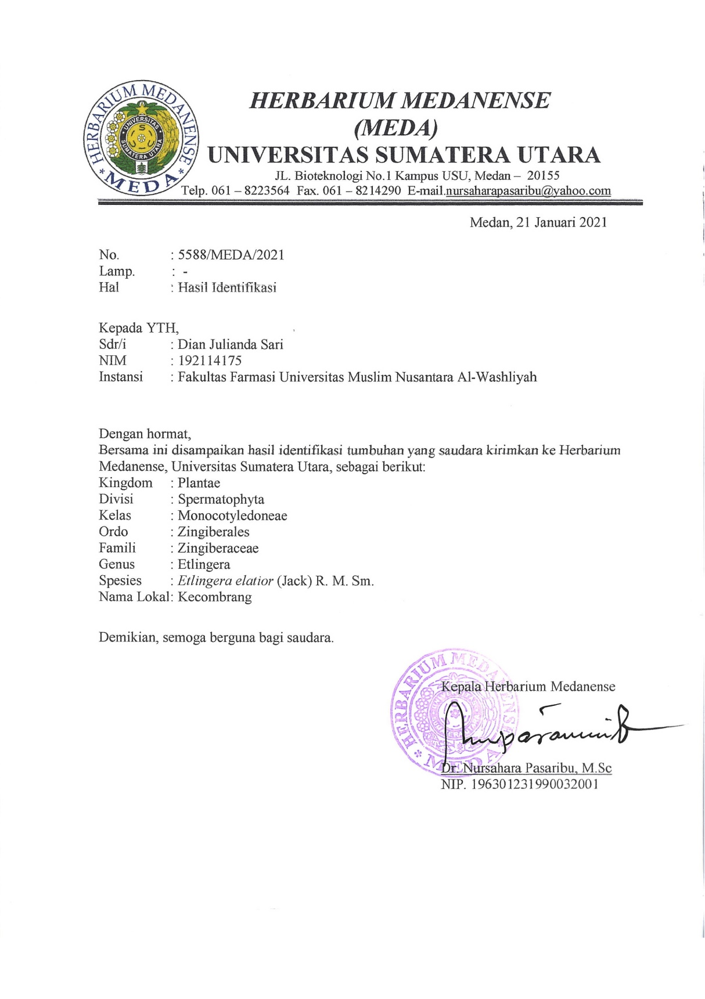 HERBARIUM MEDANENSE
MEDA
UNIVERSITAS
SUMATERA UTARA
HERBARIUM MEDANENSE
(MEDA)
UNIVERSITAS SUMATERA UTARA
JL. Bioteknologi No.1 Kampus USU, Medan – 20155
Telp. 061 – 8223564 Fax. 061 – 8214290 E-mail.nursaharapasaribu@yahoo.com
Medan, 21 Januari 2021
No. : 5588/MEDA/2021
Lamp. : -
Hal : Hasil Identifikasi
Kepada YTH,
Sdr/i : Dian Julianda Sari
NIM : 192114175
Instansi : Fakultas Farmasi Universitas Muslim Nusantara Al-Washliyah
Dengan hormat,
Bersama ini disampaikan hasil identifikasi tumbuhan yang saudara kirimkan ke Herbarium
Medanense, Universitas Sumatera Utara, sebagai berikut:
Kingdom : Plantae
Divisi : Spermatophyta
Kelas : Monocotyledoneae
Ordo : Zingiberales
Famili : Zingiberaceae
Genus : Etlingera
Spesies : Etlingera elatior (Jack) R. M. Sm.
Nama Lokal: Kecombrang
Demikian, semoga berguna bagi saudara.
HERBARIUM MEDANENSE
MEDA
Kepala Herbarium Medanense
Dr. Nursahara Pasaribu, M.Sc
NIP. 196301231990032001